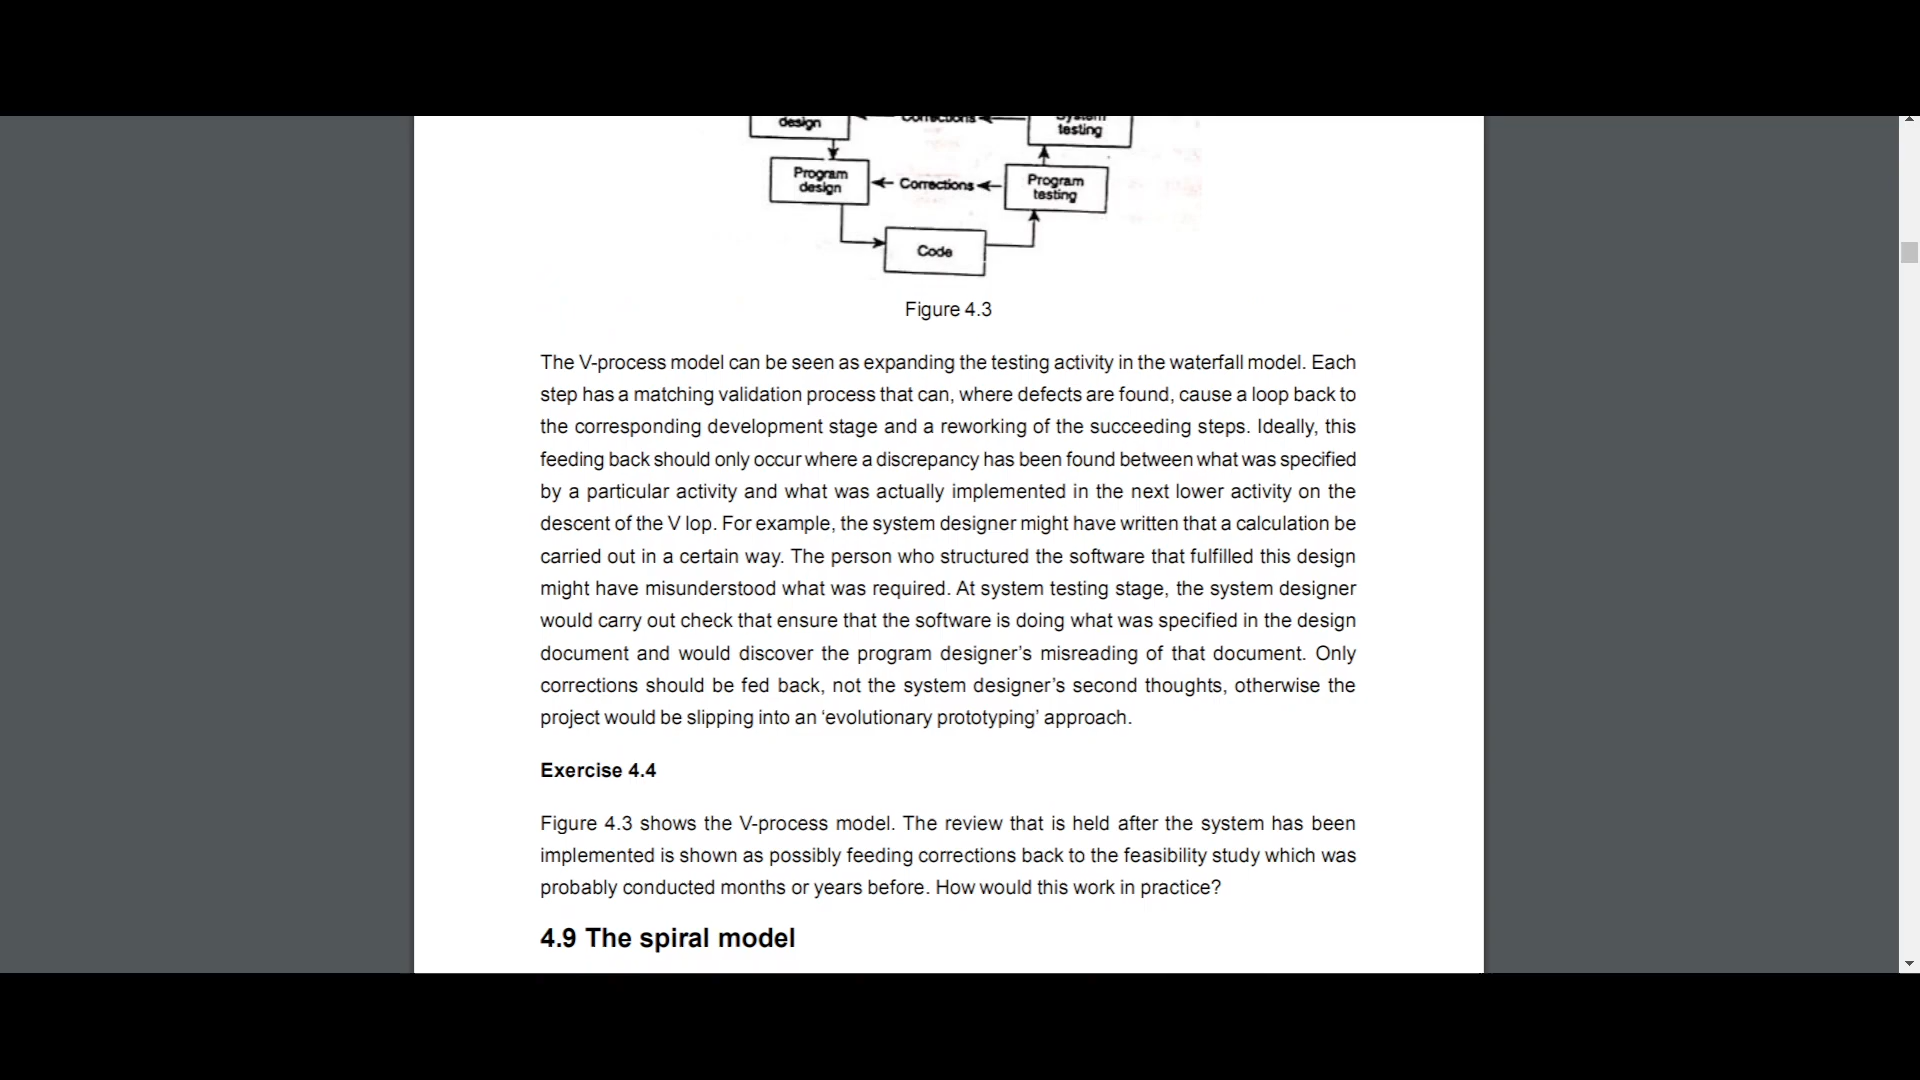 design
Corrections
System
testing
Program
design
Corrections
Program
testing
Code
Figure 4.3
The V-process model can be seen as expanding the testing activity in the waterfall model. Each
step has a matching validation process that can, where defects are found, cause a loop back to
the corresponding development stage and a reworking of the succeeding steps. Ideally, this
feeding back should only occur where a discrepancy has been found between what was specified
by a particular activity and what was actually implemented in the next lower activity on the
descent of the V lop. For example, the system designer might have written that a calculation be
carried out in a certain way. The person who structured the software that fulfilled this design
might have misunderstood what was required. At system testing stage, the system designer
would carry out check that ensure that the software is doing what was specified in the design
document and would discover the program designer’s misreading of that document. Only
corrections should be fed back, not the system designer’s second thoughts, otherwise the
project would be slipping into an ‘evolutionary prototyping’ approach.
Exercise 4.4
Figure 4.3 shows the V-process model. The review that is held after the system has been
implemented is shown as possibly feeding corrections back to the feasibility study which was
probably conducted months or years before. How would this work in practice?
4.9 The spiral model